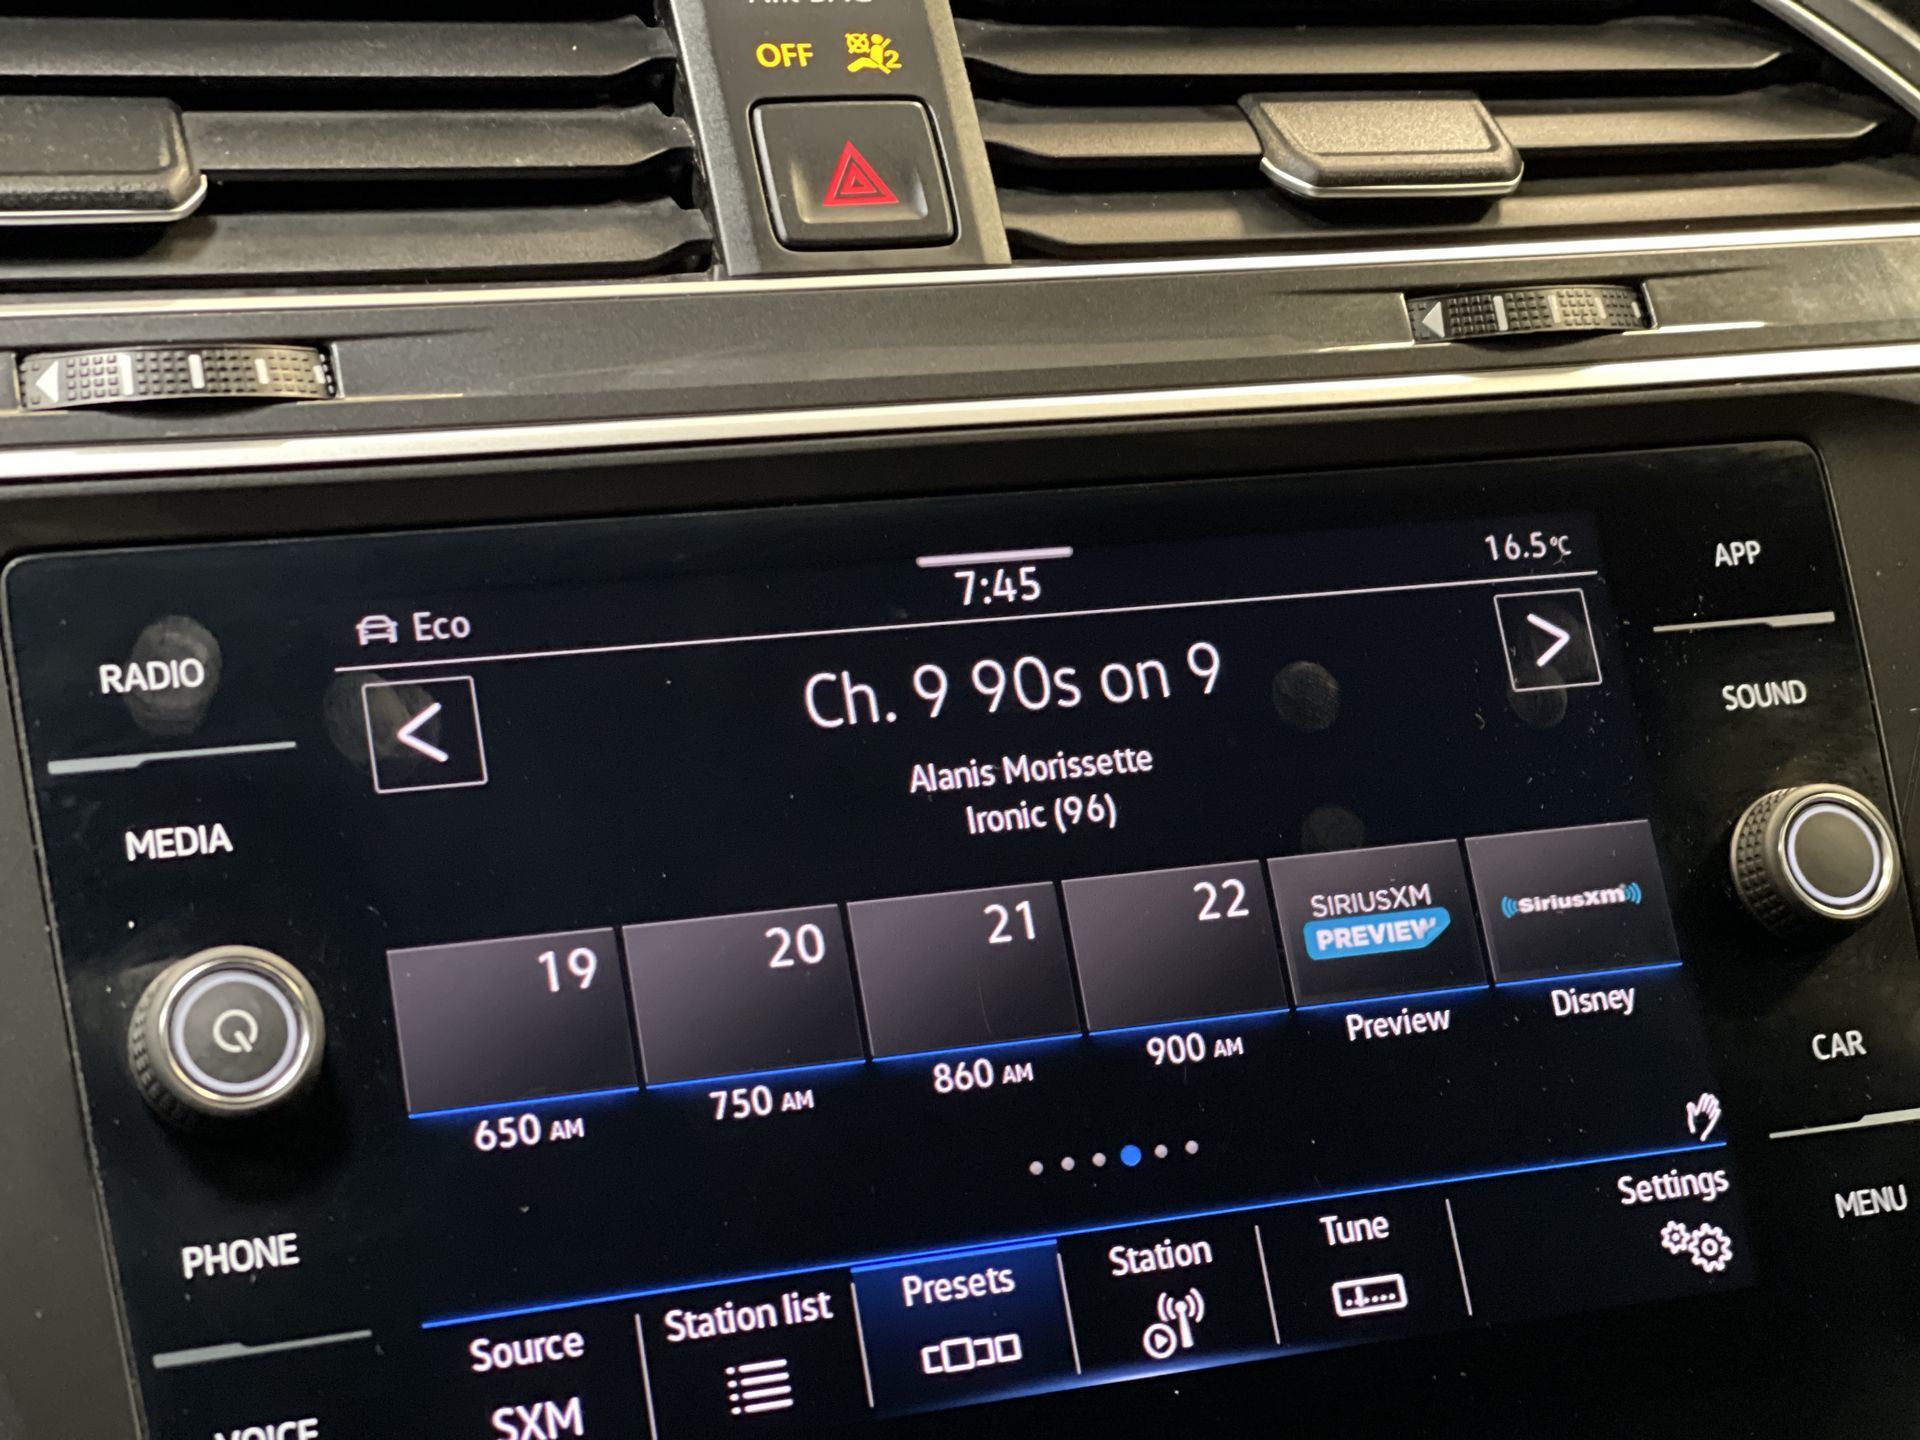 OFF 2
7:45
16.5°C
Eco
Ch. 9 90s on 9
Alanis Morissette
Ironic (96)
RADIO
MEDIA
PHONE
APP
SOUND
CAR
MENU
19
20
21
22
SIRIUSXM
PREVIEW
SiriusXM
650 AM
750 AM
860 AM
900 AM
Preview
Disney
Source
SXM
Station list
Presets
Station
Tune
Settings
VOICE